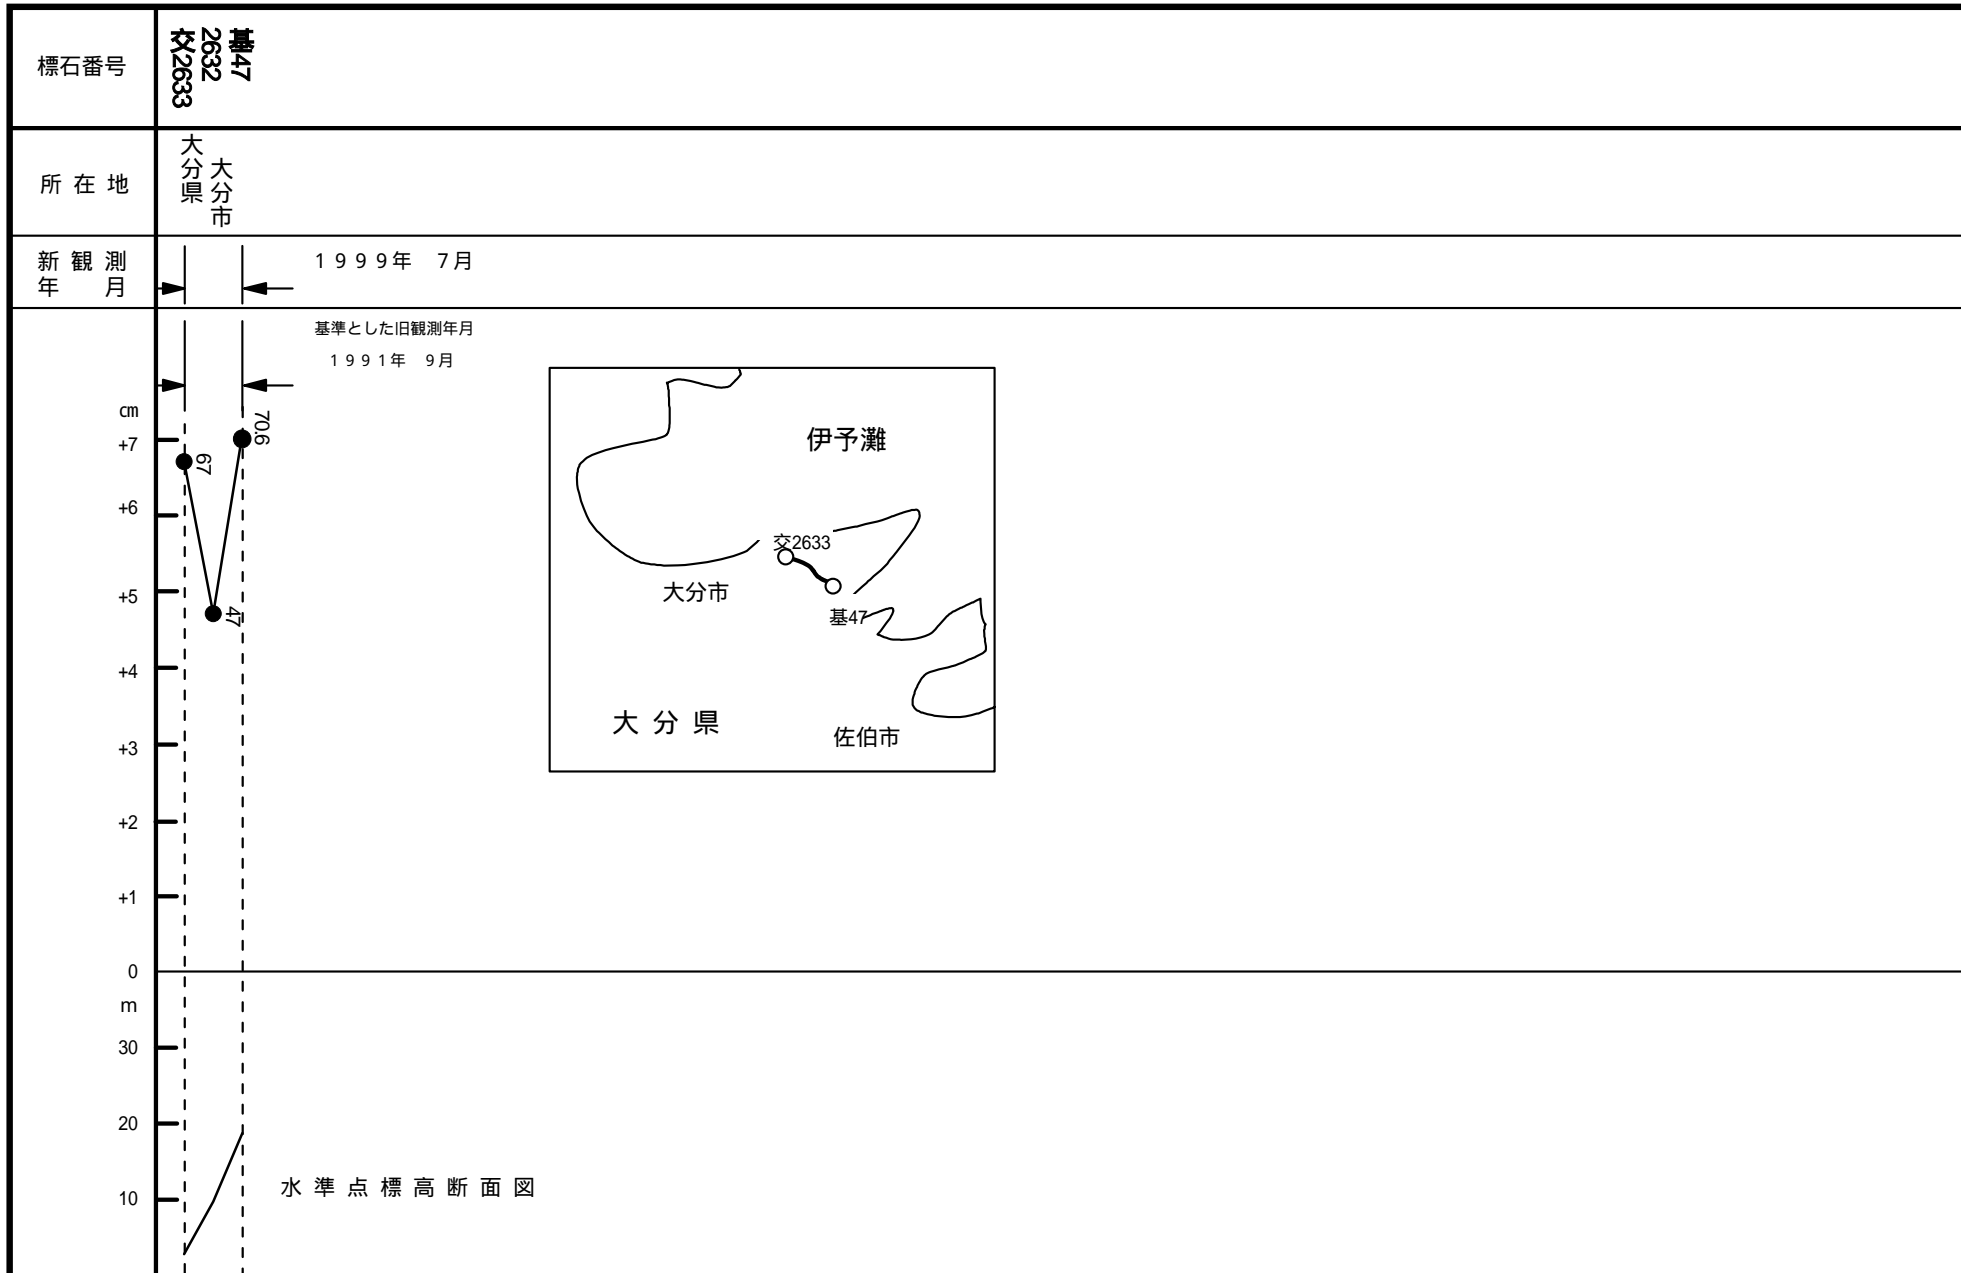 標石番号
交2633
2632
基47
所在地
大分県
大分市
新観測
年 月
1999年 7月
基準とした旧観測年月
1991年 9月
cm
+7
+6
+5
+4
+3
+2
+1
0
67
47
70.6
伊予灘
交2633
大分市
基47
大分県
佐伯市
m
30
20
10
水準点標高断面図